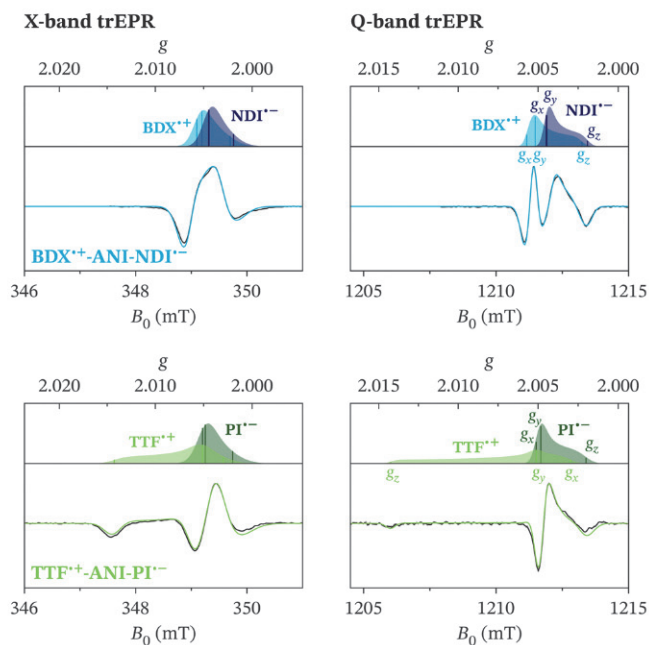 X-band trEPR
g
2.020 2.010 2.000
BDX•+ NDI•−
BDX•+-ANI-NDI•−
346 348 350
B0 (mT)
Q-band trEPR
g
2.015 2.010 2.005 2.000
gy
gx NDI•−
BDX•+
gz
gx gy gz
1205 1210 1215
B0 (mT)
g
2.020 2.010 2.000
PI•−
TTF•+
TTF•+-ANI-PI•−
346 348 350
B0 (mT)
g
2.015 2.010 2.005 2.000
gy
PI•−
gx
TTF•+
gz
gz gy gx
1205 1210 1215
B0 (mT)